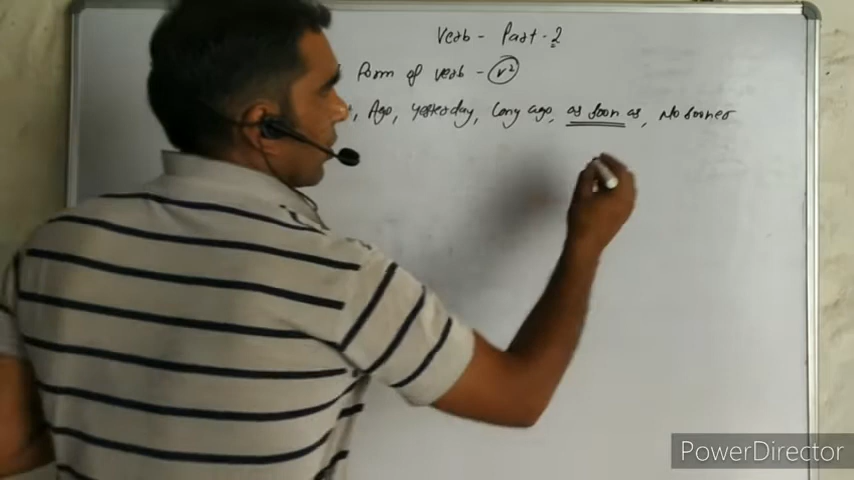 Verb - Part - 2
Form of verb - V²
Ago, Yesterday, Long ago, as soon as, No sooner
PowerDirector